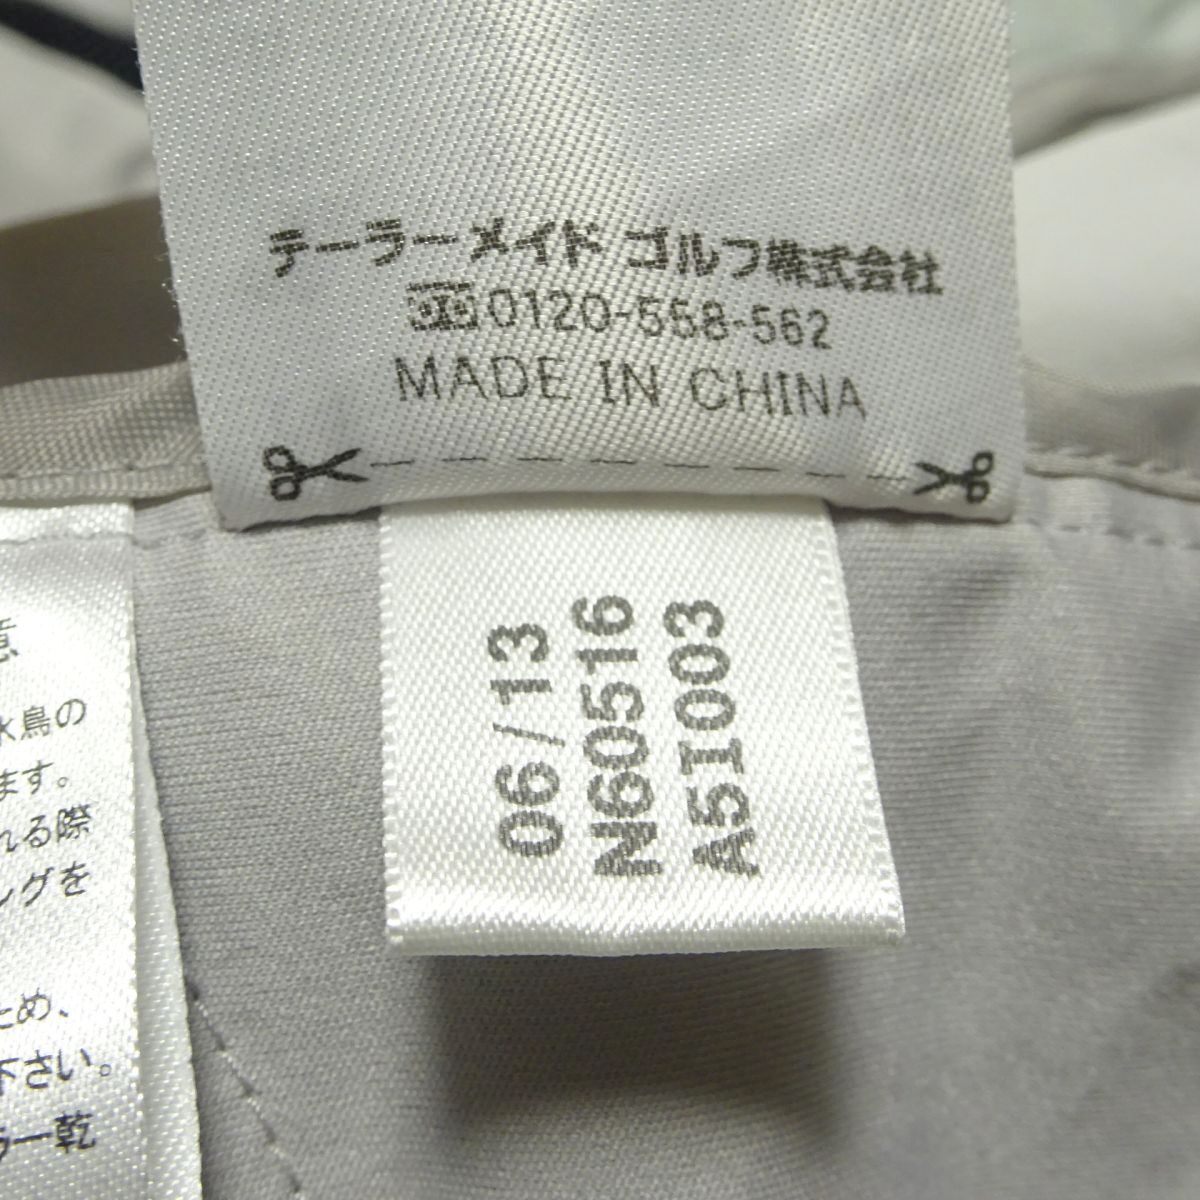 テーラーメイド ゴルフ株式会社
0120-558-562
MADE IN CHINA
06/13
N60516
A5I003
意
水鳥の
ます。
れる際
ングを
ため、
下さい。
ラー乾